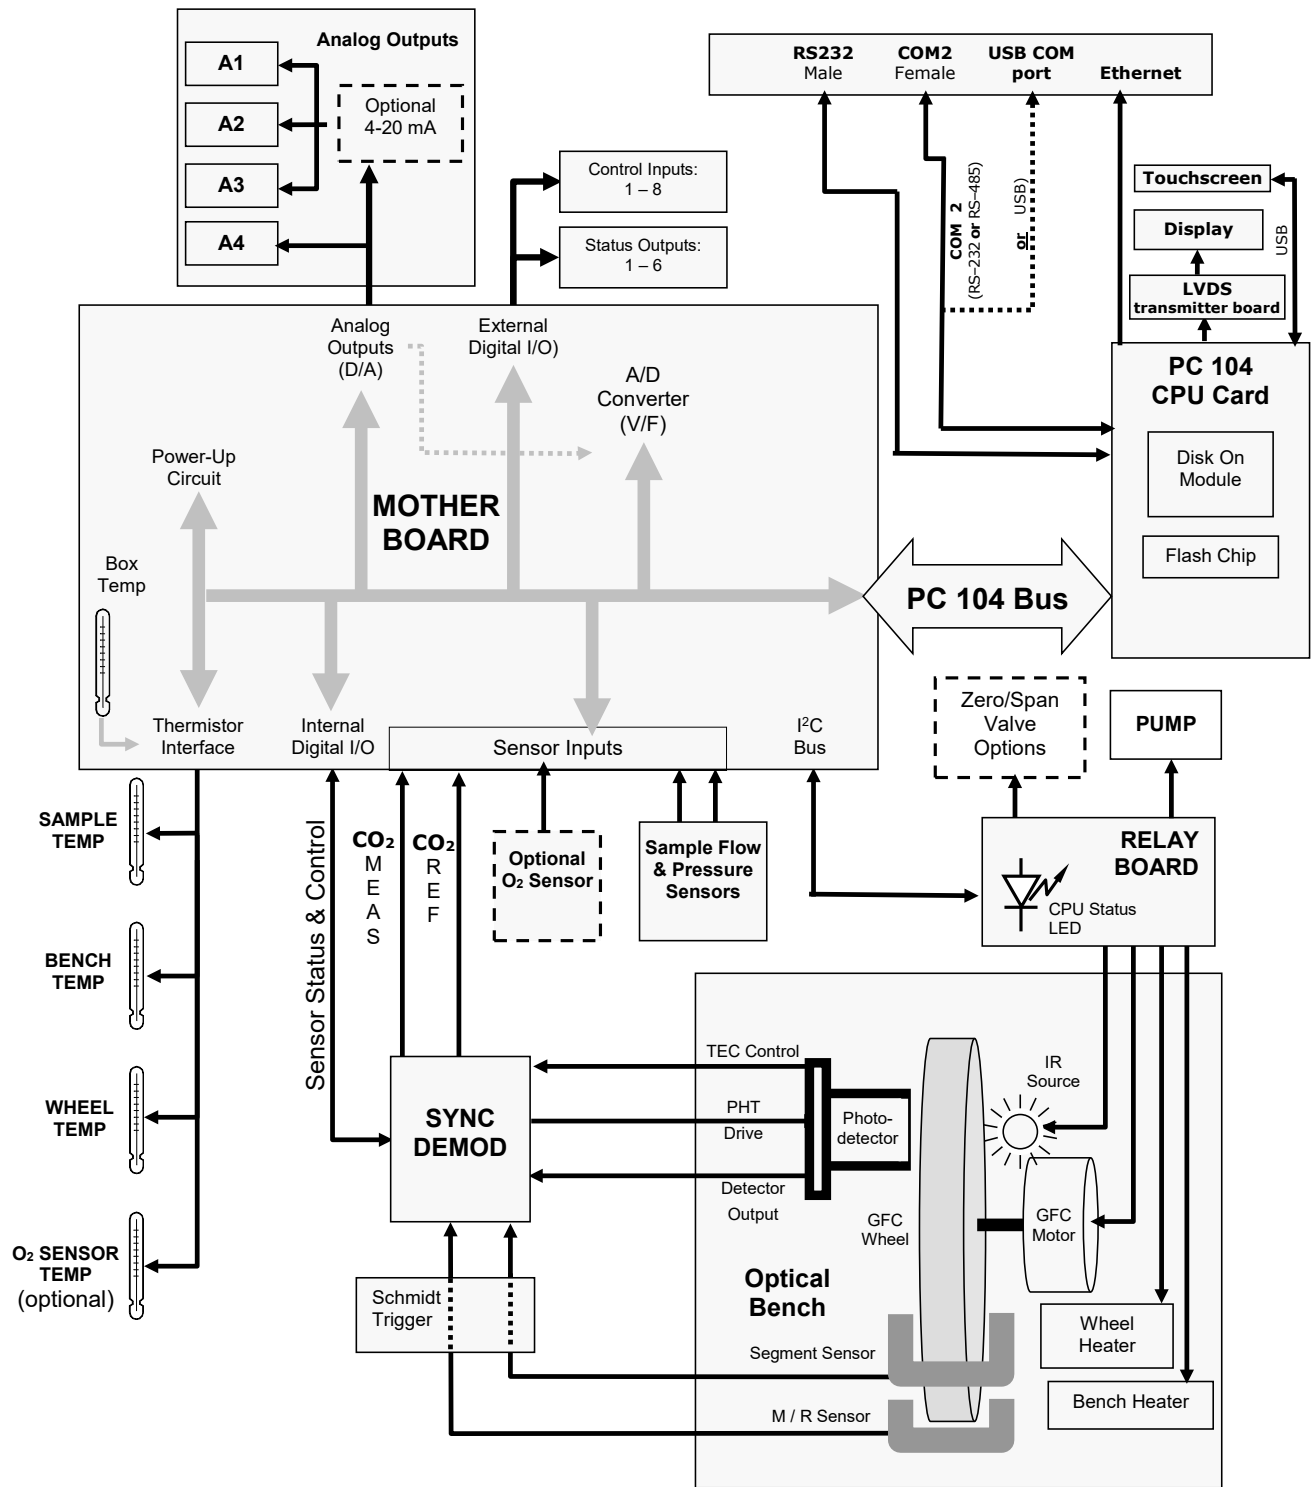 Analog Outputs
A1
A2
A3
A4
Optional
4-20 mA
Control Inputs:
1 – 8
Status Outputs:
1 – 6
RS232
Male
COM2
Female
USB COM
port
Ethernet
COM 2
(RS–232 or RS–485)
or USB)
Touchscreen
Display
USB
LVDS
transmitter board
PC 104
CPU Card
Disk On
Module
Flash Chip
Analog
Outputs
(D/A)
External
Digital I/O)
A/D
Converter
(V/F)
Power-Up
Circuit
MOTHER
BOARD
Box
Temp
PC 104 Bus
Thermistor
Interface
Internal
Digital I/O
Sensor Inputs
I²C
Bus
Zero/Span
Valve
Options
PUMP
SAMPLE
TEMP
BENCH
TEMP
WHEEL
TEMP
O₂ SENSOR
TEMP
(optional)
Sensor Status & Control
CO₂
M
E
A
S
CO₂
R
E
F
Optional
O₂ Sensor
Sample Flow
& Pressure
Sensors
RELAY
BOARD
CPU Status
LED
SYNC
DEMOD
TEC Control
PHT
Drive
Detector
Output
Photo-
detector
IR
Source
GFC
Wheel
GFC
Motor
Optical
Bench
Schmidt
Trigger
Segment Sensor
M / R Sensor
Wheel
Heater
Bench Heater